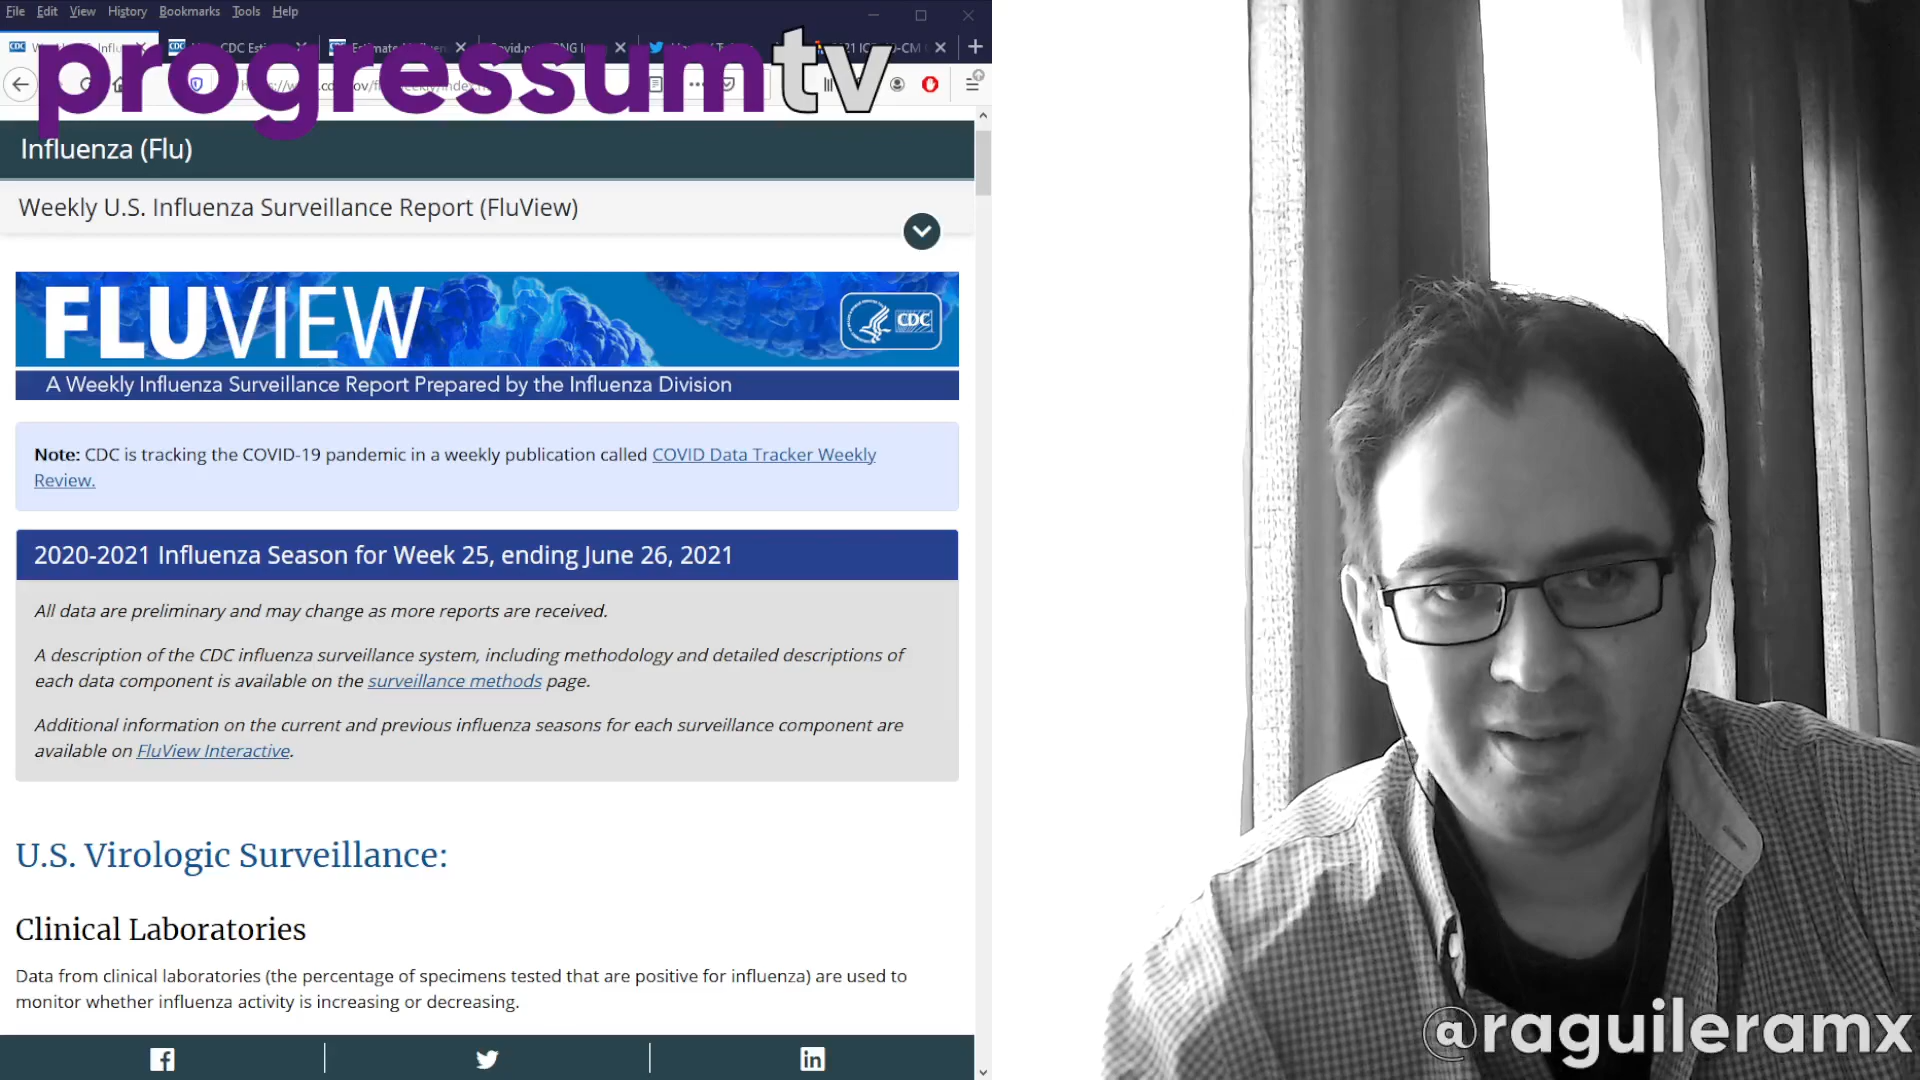 File Edit View History Bookmarks Tools Help
progressumtv
Influenza (Flu)
Weekly U.S. Influenza Surveillance Report (FluView)
FLUVIEW
CDC
A Weekly Influenza Surveillance Report Prepared by the Influenza Division
Note: CDC is tracking the COVID-19 pandemic in a weekly publication called COVID Data Tracker Weekly
Review.
2020-2021 Influenza Season for Week 25, ending June 26, 2021
All data are preliminary and may change as more reports are received.
A description of the CDC influenza surveillance system, including methodology and detailed descriptions of
each data component is available on the surveillance methods page.
Additional information on the current and previous influenza seasons for each surveillance component are
available on FluView Interactive.
U.S. Virologic Surveillance:
Clinical Laboratories
Data from clinical laboratories (the percentage of specimens tested that are positive for influenza) are used to
monitor whether influenza activity is increasing or decreasing.
@raguileramx